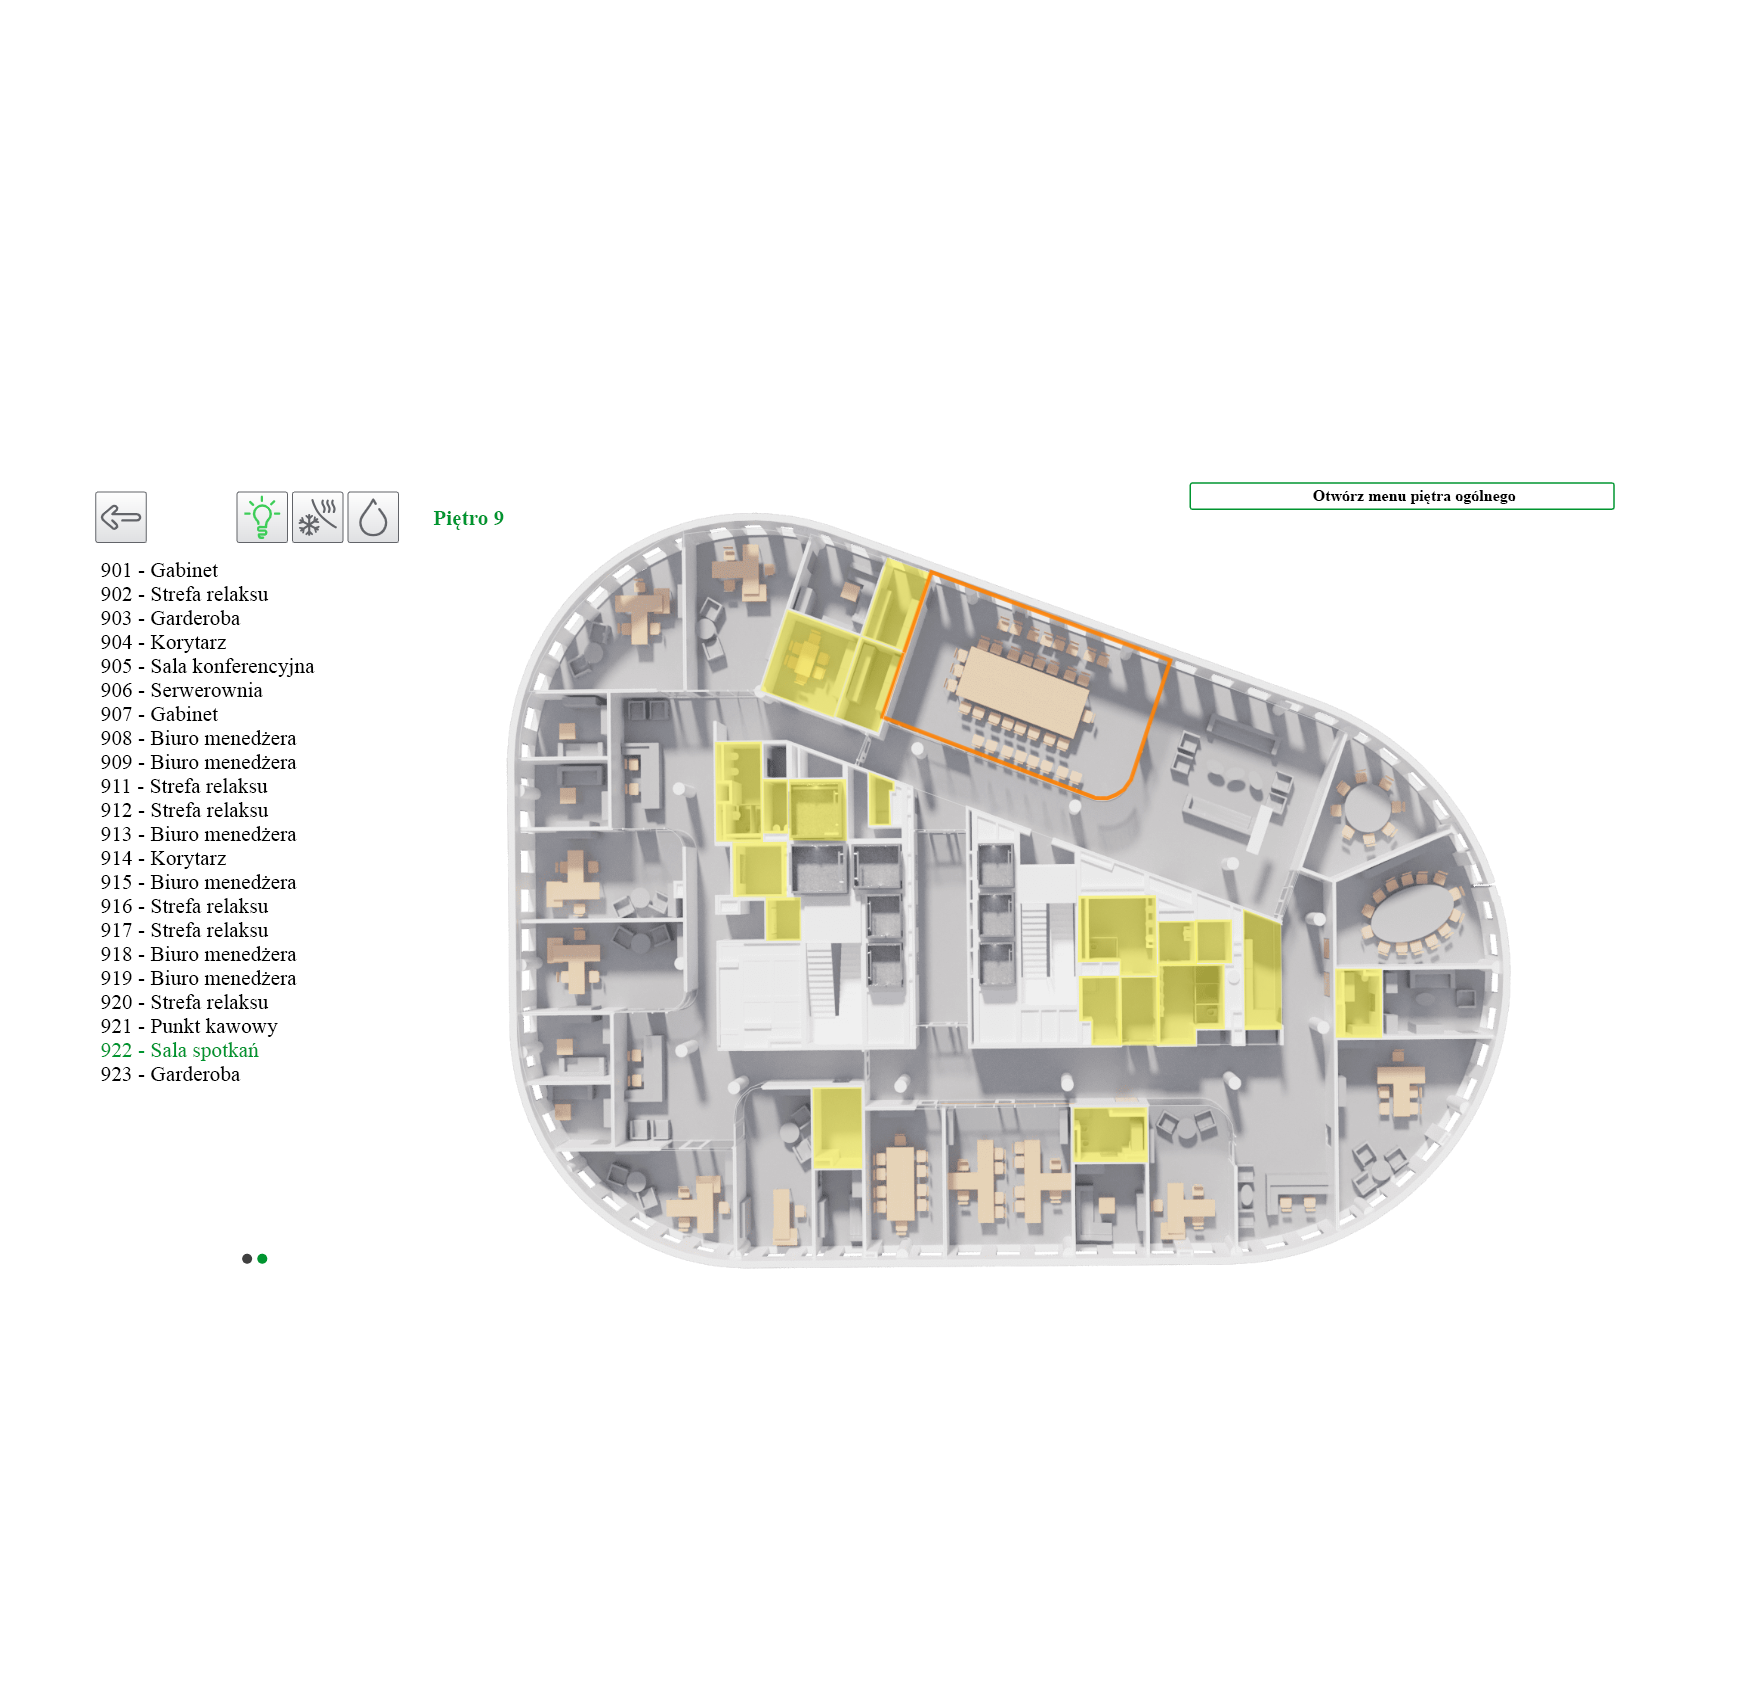 Otwórz menu piętra ogólnego
Piętro 9
901 - Gabinet
902 - Strefa relaksu
903 - Garderoba
904 - Korytarz
905 - Sala konferencyjna
906 - Serwerownia
907 - Gabinet
908 - Biuro menedżera
909 - Biuro menedżera
911 - Strefa relaksu
912 - Strefa relaksu
913 - Biuro menedżera
914 - Korytarz
915 - Biuro menedżera
916 - Strefa relaksu
917 - Strefa relaksu
918 - Biuro menedżera
919 - Biuro menedżera
920 - Strefa relaksu
921 - Punkt kawowy
922 - Sala spotkań
923 - Garderoba